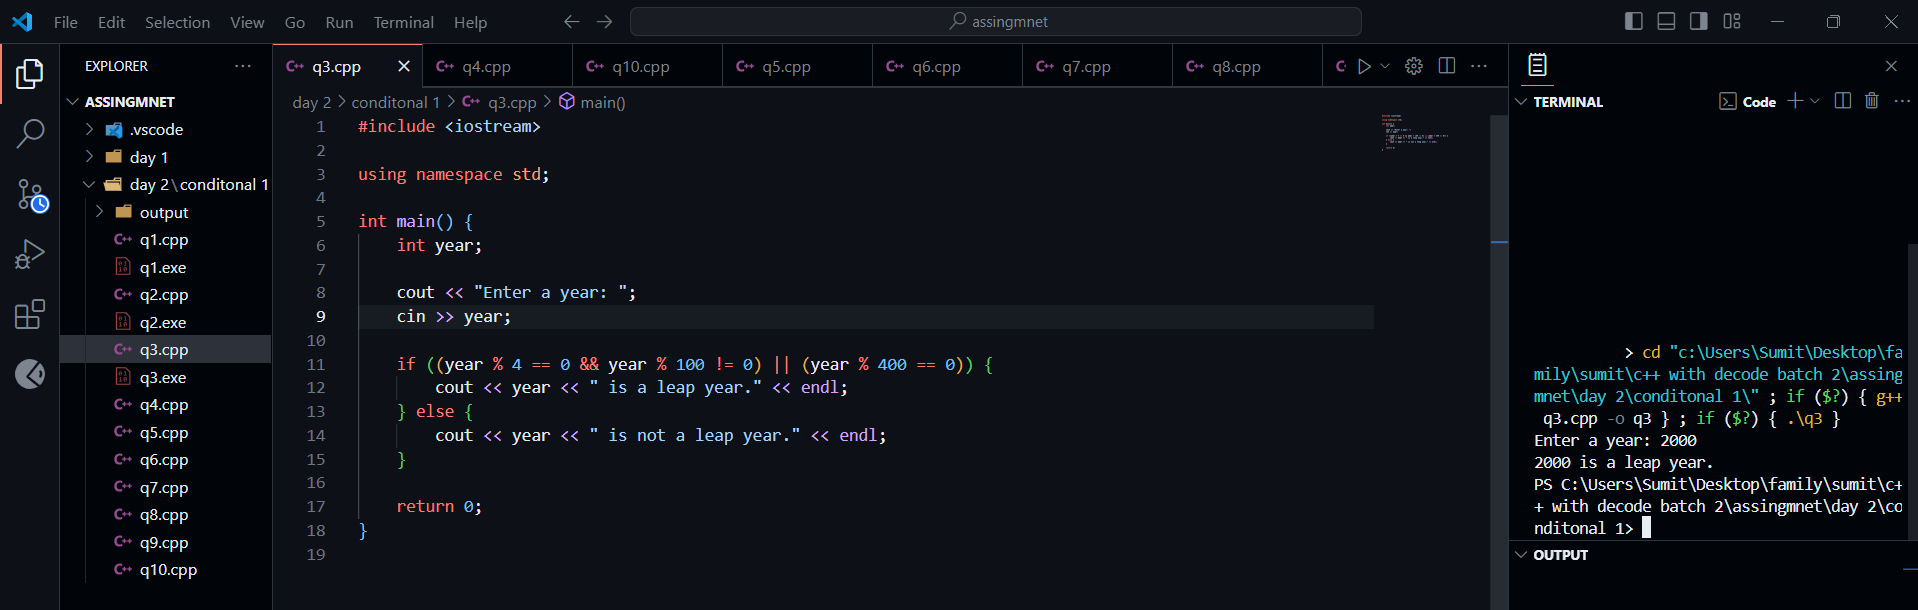 File Edit Selection View Go Run Terminal Help
assingmnet
EXPLORER
ASSINGMNET
.vscode
day 1
day 2\conditonal 1
output
q1.cpp
q1.exe
q2.cpp
q2.exe
q3.cpp
q3.exe
q4.cpp
q5.cpp
q6.cpp
q7.cpp
q8.cpp
q9.cpp
q10.cpp
q3.cpp q4.cpp q10.cpp q5.cpp q6.cpp q7.cpp q8.cpp
day 2 > conditonal 1 > q3.cpp > main()
1 #include <iostream>
2
3 using namespace std;
4
5 int main() {
6 int year;
7
8 cout << "Enter a year: ";
9 cin >> year;
10
11 if ((year % 4 == 0 && year % 100 != 0) || (year % 400 == 0)) {
12 cout << year << " is a leap year." << endl;
13 } else {
14 cout << year << " is not a leap year." << endl;
15 }
16
17 return 0;
18 }
19
TERMINAL
Code
> cd "c:\Users\Sumit\Desktop\fa
mily\sumit\c++ with decode batch 2\assing
mnet\day 2\conditonal 1\" ; if ($?) { g++
q3.cpp -o q3 } ; if ($?) { .\q3 }
Enter a year: 2000
2000 is a leap year.
PS C:\Users\Sumit\Desktop\family\sumit\c+
+ with decode batch 2\assingmnet\day 2\co
nditonal 1>
OUTPUT